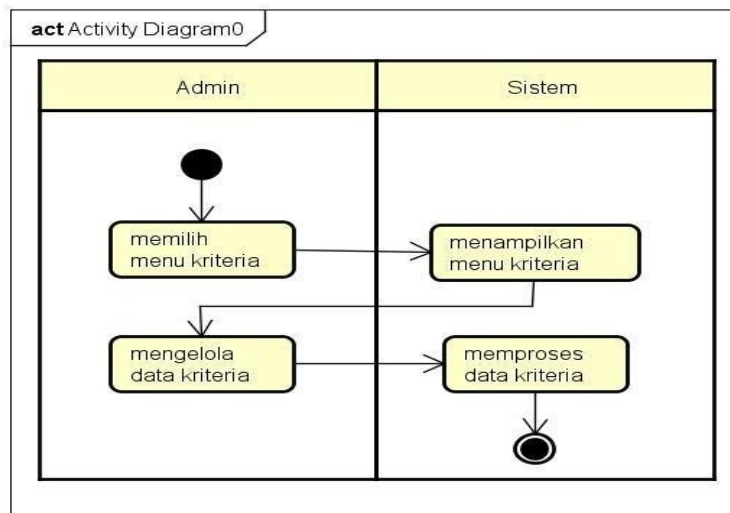 act Activity Diagram0
Admin
Sistem
memilih
menu kriteria
menampilkan
menu kriteria
mengelola
data kriteria
memproses
data kriteria